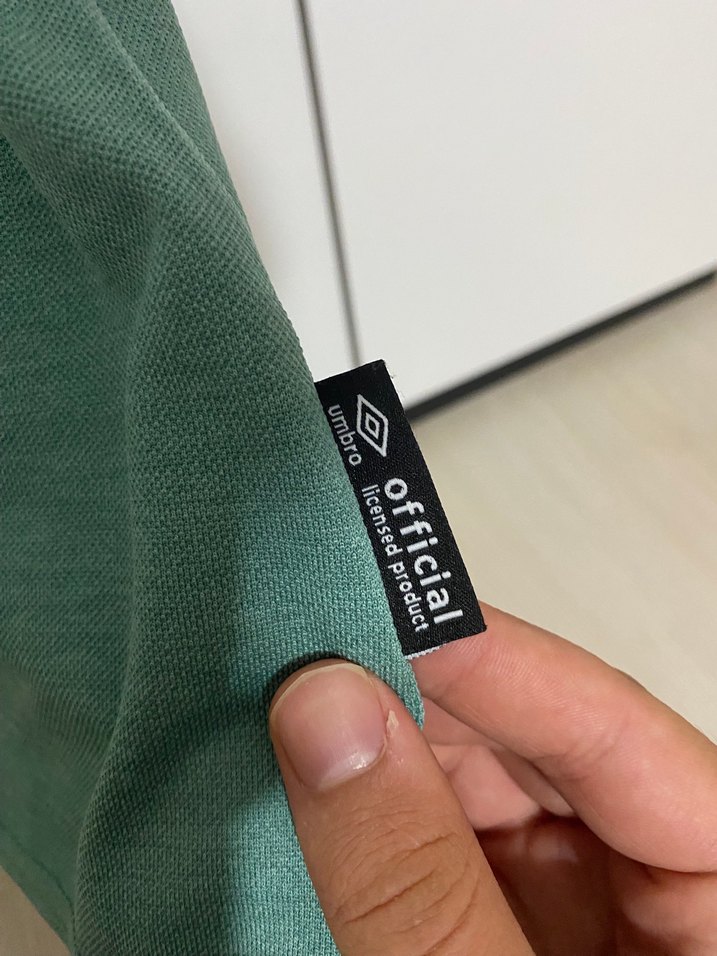 umbro
official
licensed product